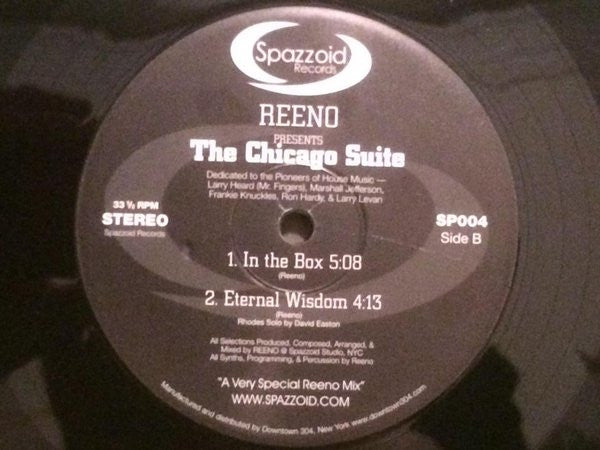 Spazzoid
Records
REENO
PRESENTS
The Chicago Suite
Dedicated to the Pioneers of House Music —
Larry Heard (Mr. Fingers), Marshall Jefferson,
Frankie Knuckles, Ron Hardy, & Larry Levan
33 ⅓ RPM
STEREO
Spazzoid Records
SP004
Side B
1. In the Box 5:08
(Reeno)
2. Eternal Wisdom 4:13
(Reeno)
Rhodes Solo by David Easton
All Selections Produced, Composed, Arranged, &
Mixed by REENO @ Spazzoid Studio, NYC
All Synths, Programming, & Percussion by Reeno
"A Very Special Reeno Mix"
WWW.SPAZZOID.COM
Manufactured and distributed by Downtown 304, New York www.downtown304.com